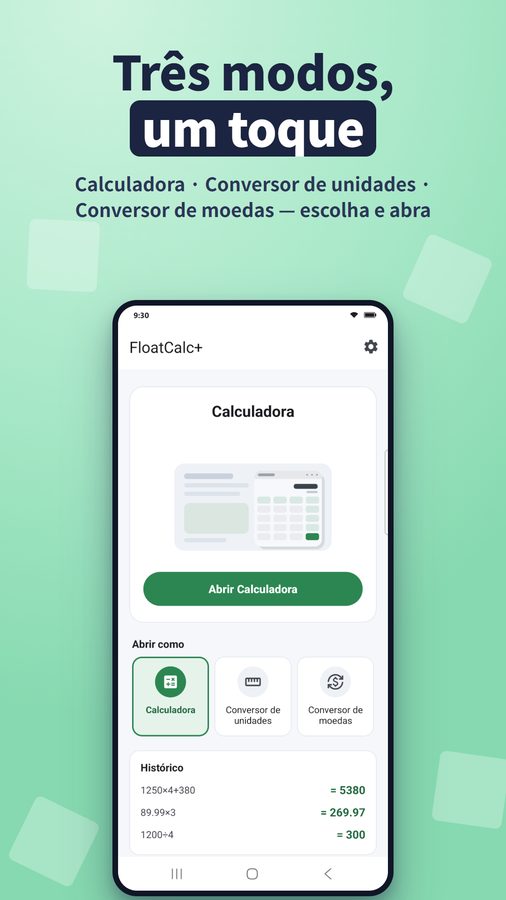 Três modos,
um toque
Calculadora · Conversor de unidades ·
Conversor de moedas — escolha e abra
9:30
FloatCalc+
Calculadora
Abrir Calculadora
Abrir como
Calculadora
Conversor de
unidades
Conversor de
moedas
Histórico
1250×4+380 = 5380
89.99×3 = 269.97
1200÷4 = 300